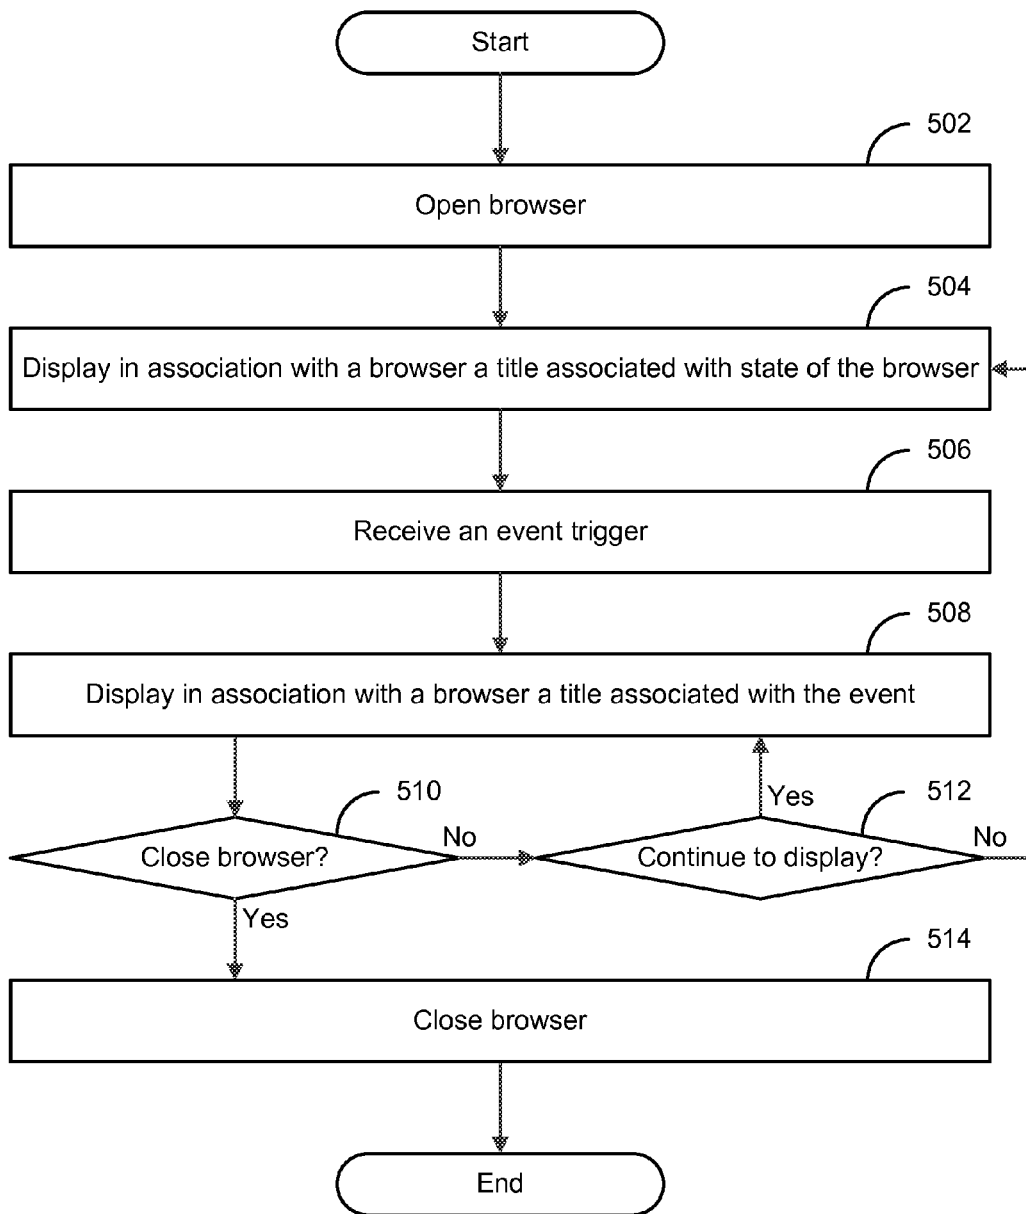 Start
502
Open browser
504
Display in association with a browser a title associated with state of the browser
506
Receive an event trigger
508
Display in association with a browser a title associated with the event
510
Close browser?
No
Yes
512
Continue to display?
No
Yes
514
Close browser
End